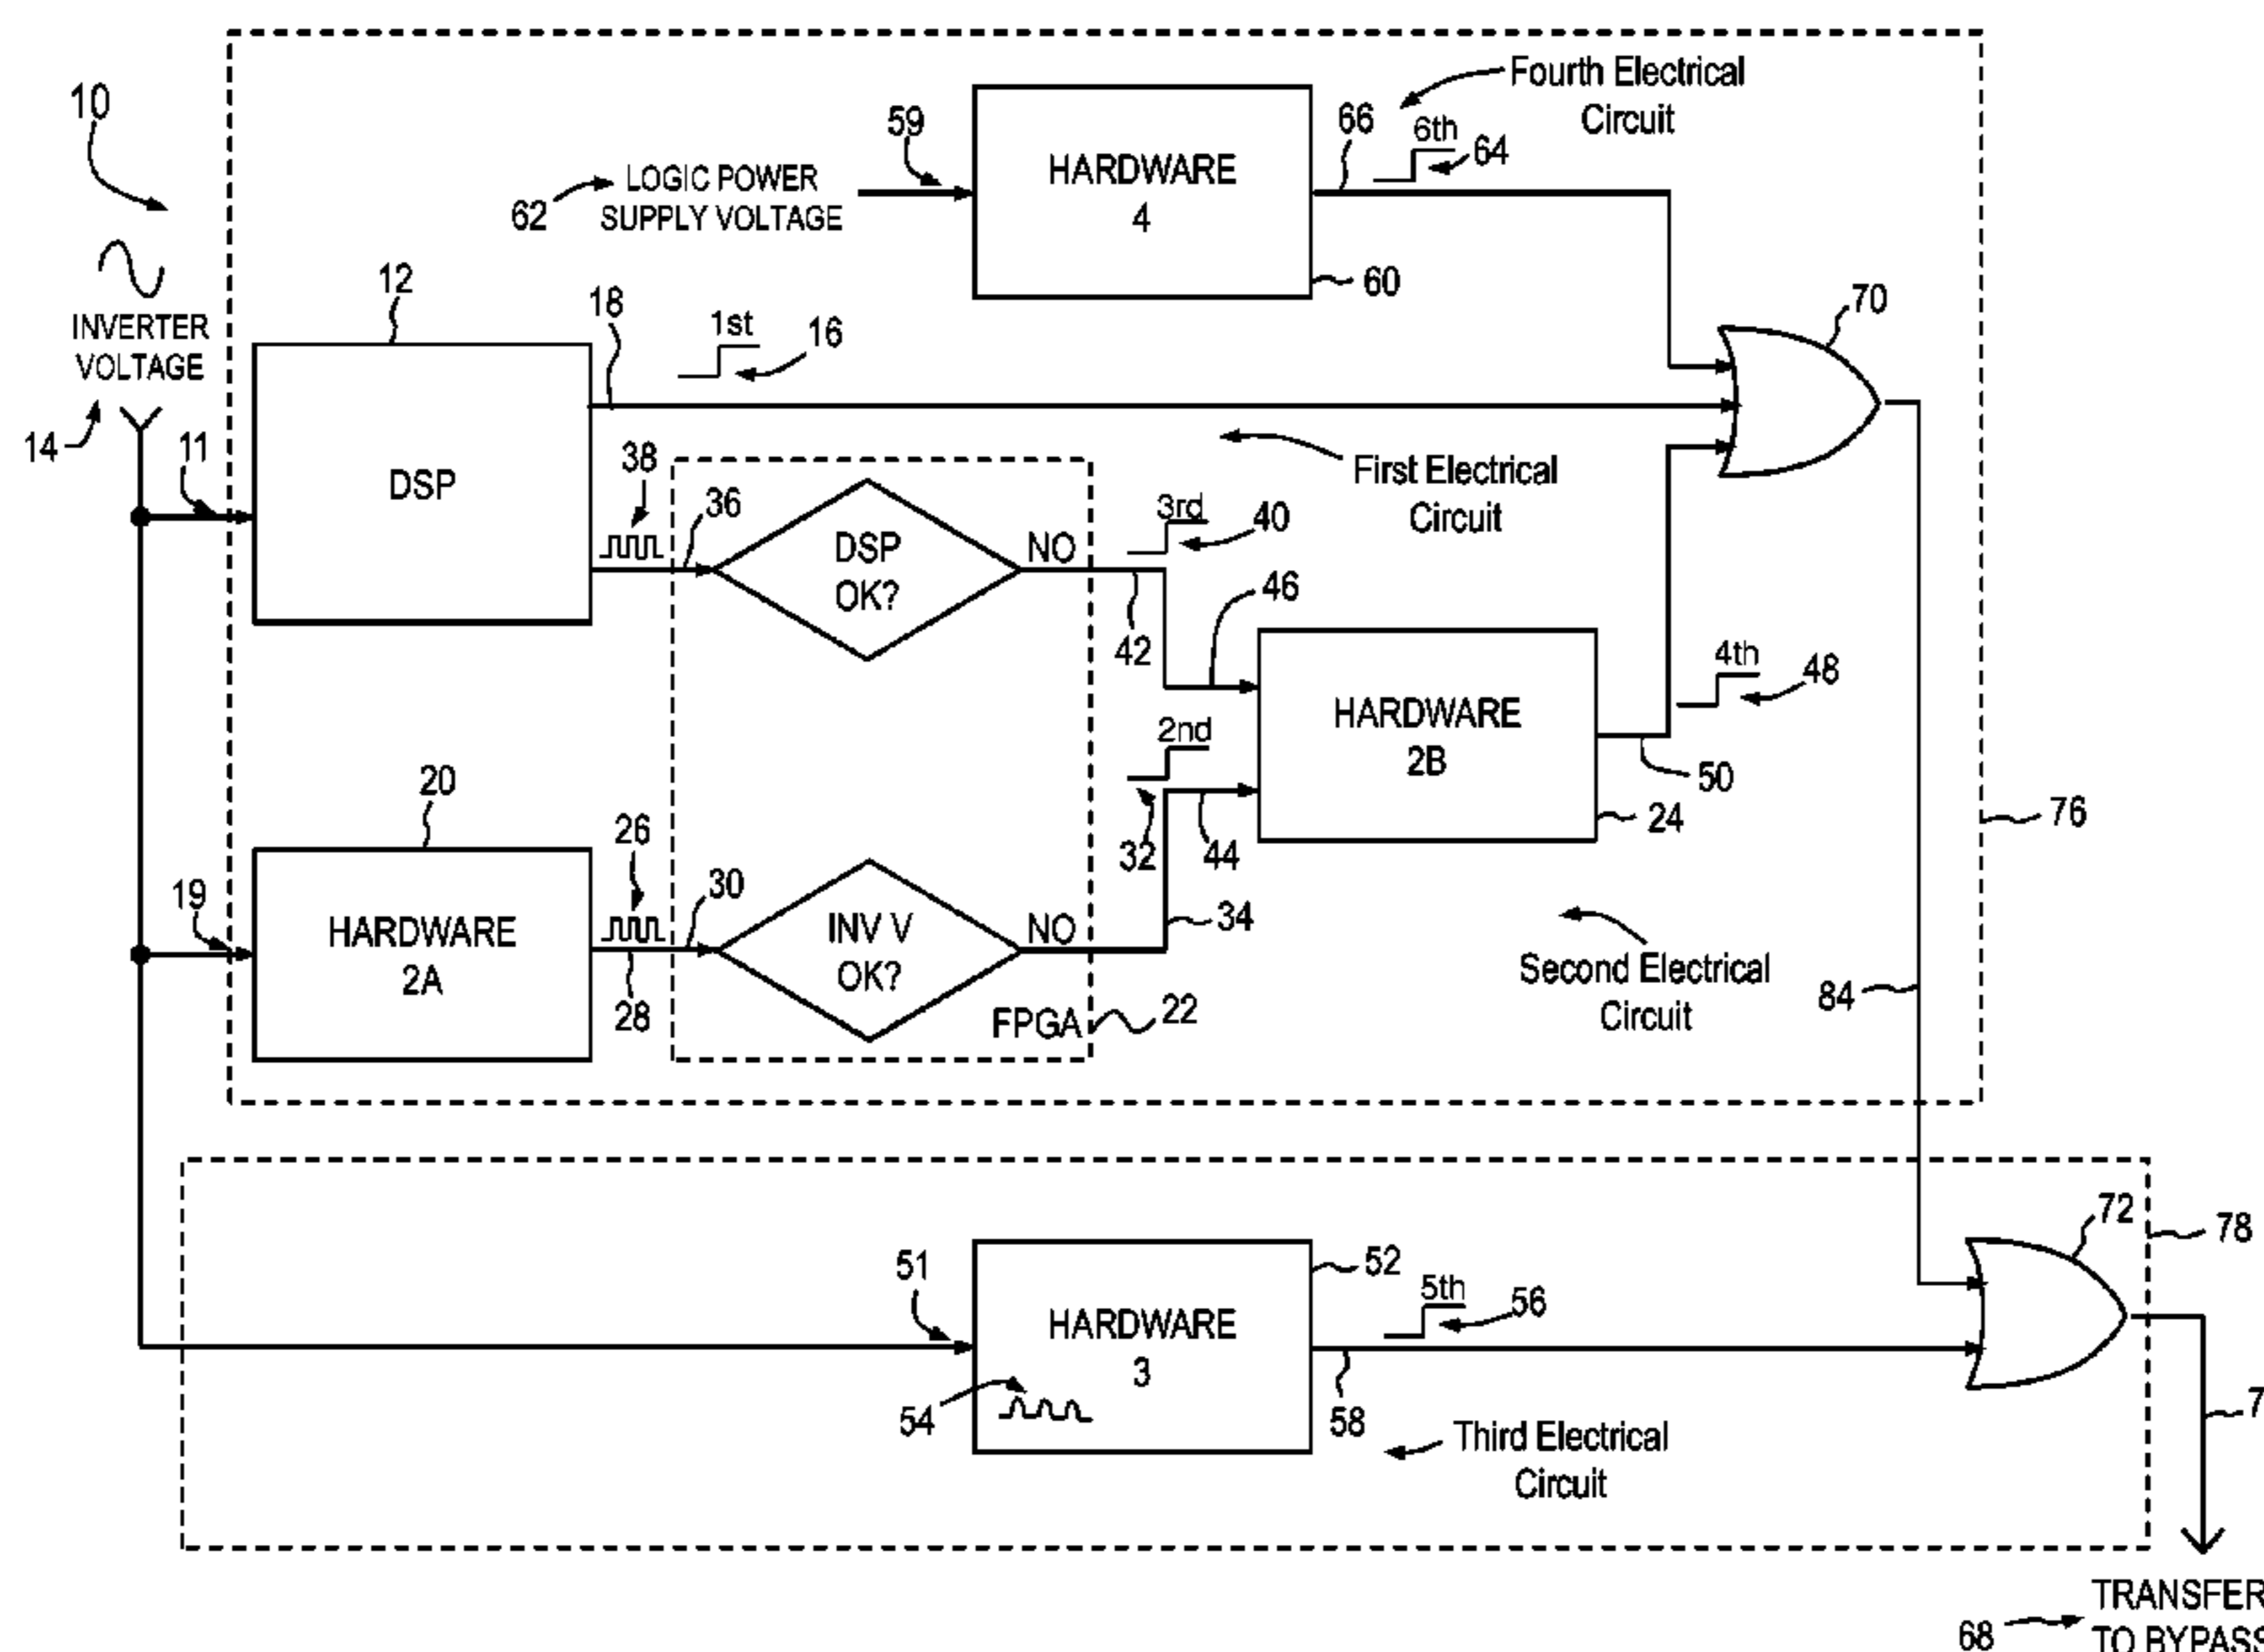 Fourth Electrical
Circuit
10
59
66
6th
64
HARDWARE
4
LOGIC POWER
SUPPLY VOLTAGE
62
60
INVERTER
VOLTAGE
14
12
18
1st
16
70
11
DSP
38
36
First Electrical
Circuit
DSP
OK?
NO
3rd
40
42
46
HARDWARE
2B
4th
48
2nd
50
32
44
24
76
20
26
19
HARDWARE
2A
30
28
INV V
OK?
NO
34
FPGA
22
Second Electrical
Circuit
84
72
78
51
52
HARDWARE
3
54
5th
56
58
Third Electrical
Circuit
68
TRANSFER
TO BYPASS